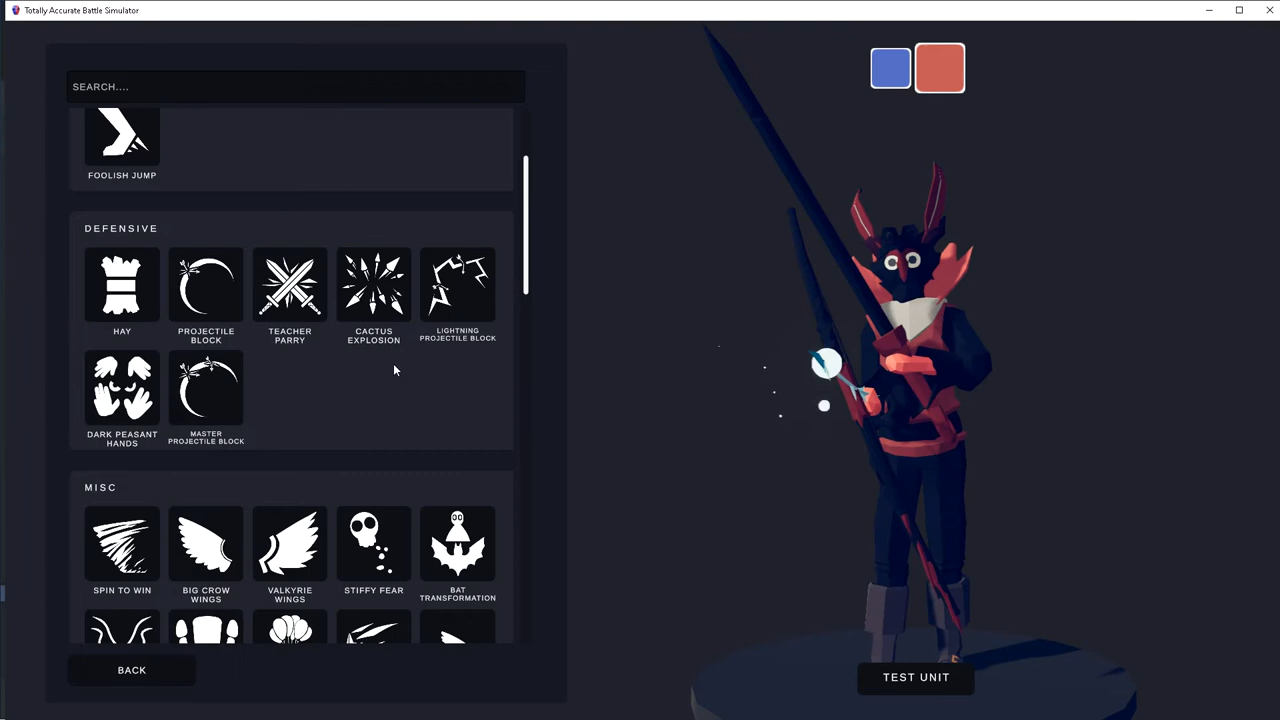 Totally Accurate Battle Simulator
SEARCH....
FOOLISH JUMP
DEFENSIVE
HAY
PROJECTILE
BLOCK
TEACHER
PARRY
CACTUS
EXPLOSION
LIGHTNING
PROJECTILE BLOCK
DARK PEASANT
HANDS
MASTER
PROJECTILE BLOCK
MISC
SPIN TO WIN
BIG CROW
WINGS
VALKYRIE
WINGS
STIFFY FEAR
BAT
TRANSFORMATION
BACK
TEST UNIT